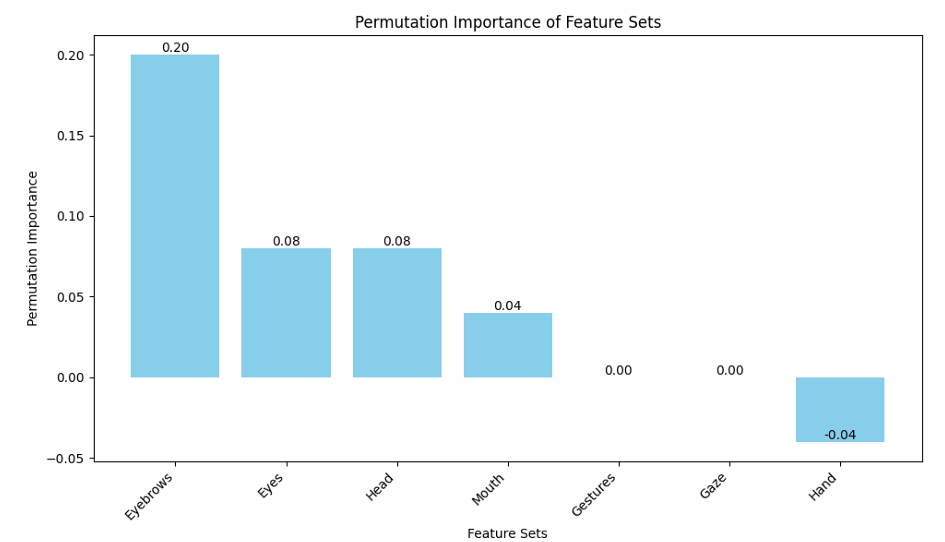 Permutation Importance of Feature Sets
Permutation Importance
0.20
0.15
0.10
0.05
0.00
−0.05
0.20
0.08
0.08
0.04
0.00
0.00
-0.04
Eyebrows
Eyes
Head
Mouth
Gestures
Gaze
Hand
Feature Sets